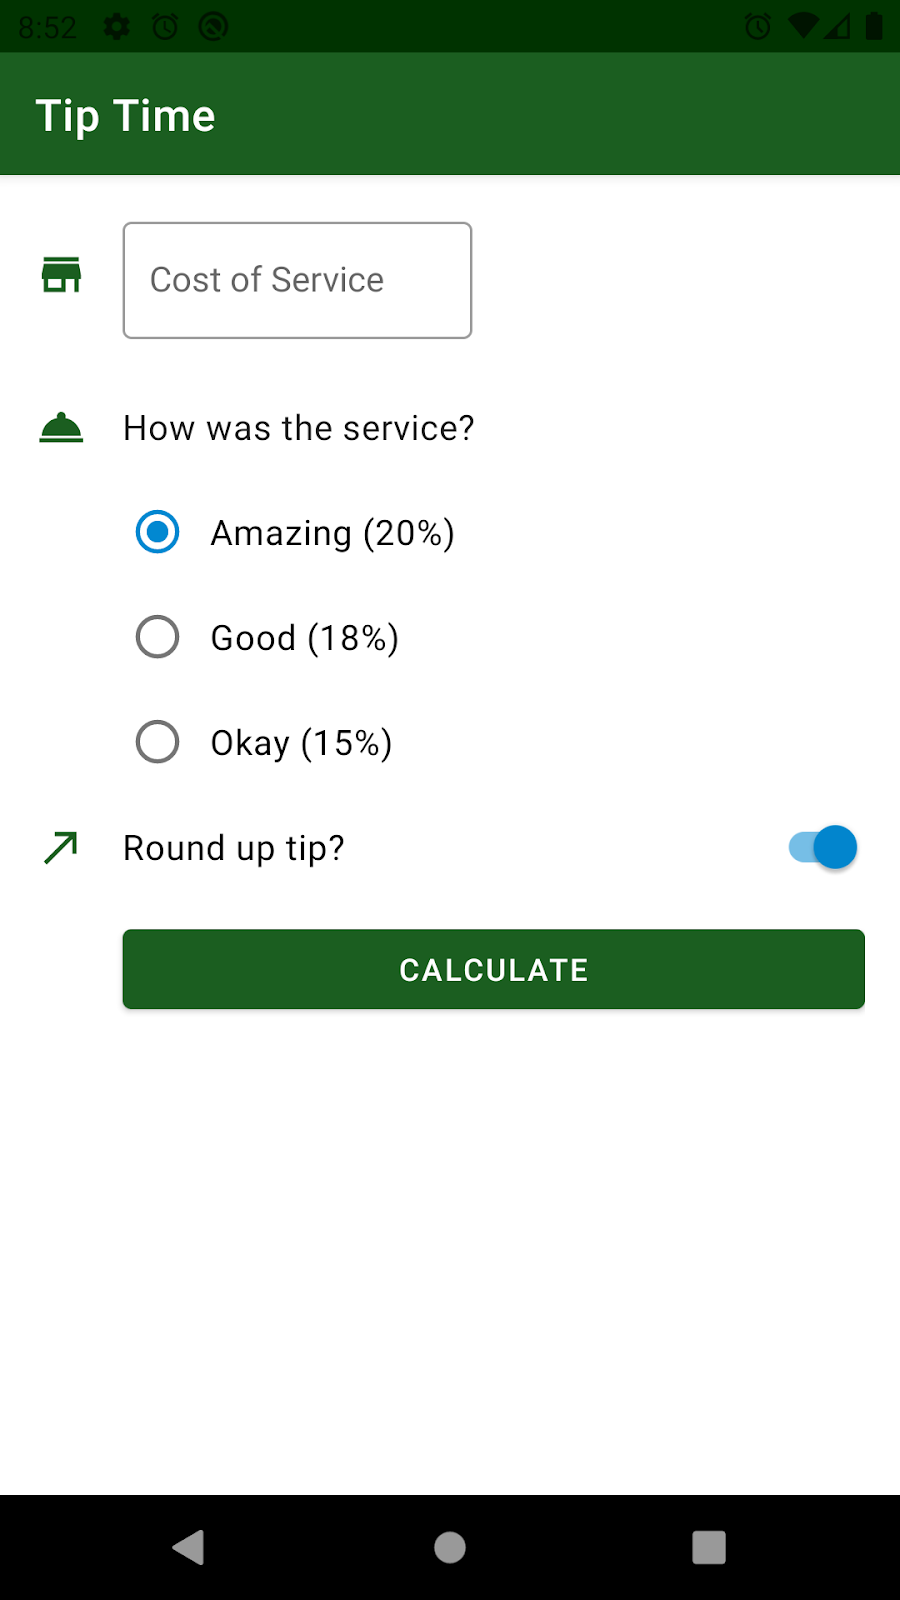 8:52
Tip Time
Cost of Service
How was the service?
Amazing (20%)
Good (18%)
Okay (15%)
Round up tip?
CALCULATE